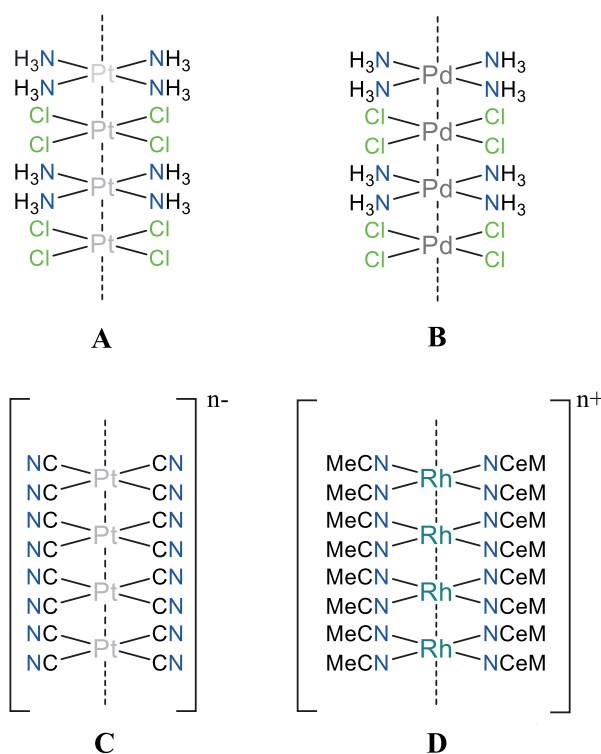 H₃N NH₃ H₃N NH₃
Pt Pd
H₃N NH₃ H₃N NH₃
Cl Cl Cl Cl
Pt Pd
Cl Cl Cl Cl
H₃N NH₃ H₃N NH₃
Pt Pd
H₃N NH₃ H₃N NH₃
Cl Cl Cl Cl
Pt Pd
Cl Cl Cl Cl
A B
n- n+
NC CN MeCN NCeM
Pt Rh
NC CN MeCN NCeM
NC CN MeCN NCeM
Pt Rh
NC CN MeCN NCeM
NC CN MeCN NCeM
Pt Rh
NC CN MeCN NCeM
NC CN MeCN NCeM
Pt Rh
NC CN MeCN NCeM
C D